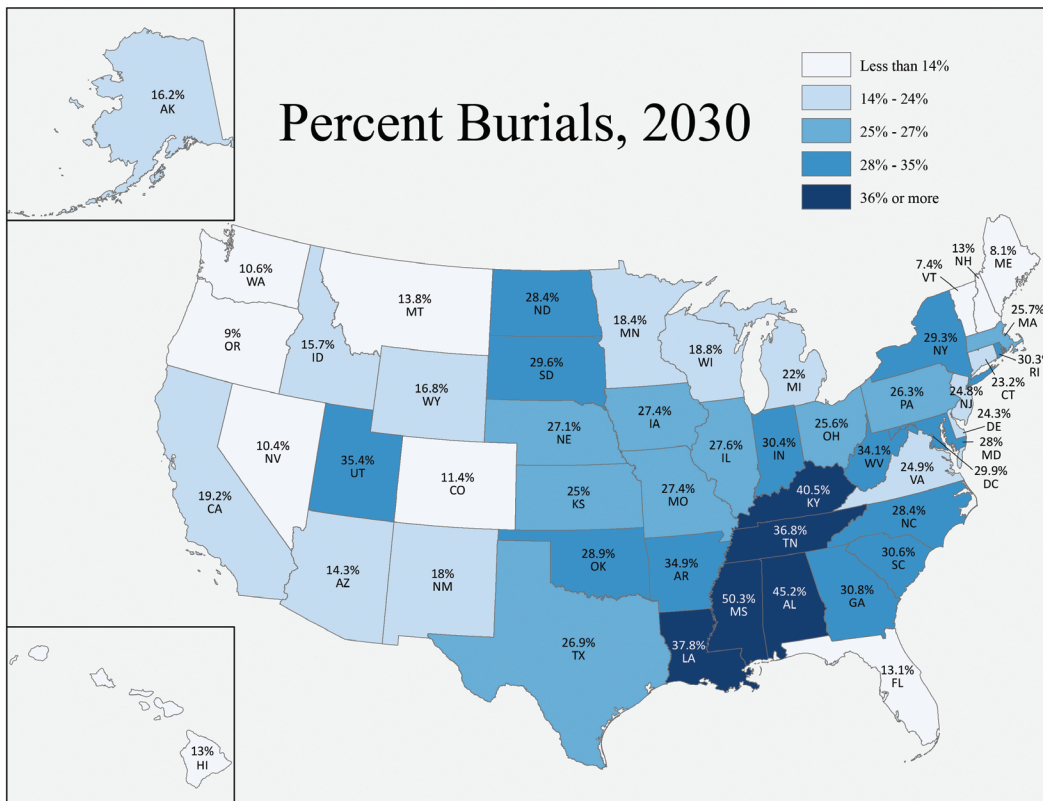 Percent Burials, 2030
Less than 14%
14% - 24%
25% - 27%
28% - 35%
36% or more
16.2%
AK
10.6%
WA
9%
OR
15.7%
ID
13.8%
MT
28.4%
ND
18.4%
MN
18.8%
WI
22%
MI
29.6%
SD
16.8%
WY
27.1%
NE
27.4%
IA
27.6%
IL
30.4%
IN
25.6%
OH
26.3%
PA
29.3%
NY
7.4%
VT
13%
NH
8.1%
ME
25.7%
MA
30.3%
RI
23.2%
CT
24.8%
NJ
24.3%
DE
28%
MD
29.9%
DC
34.1%
WV
24.9%
VA
10.4%
NV
35.4%
UT
11.4%
CO
25%
KS
27.4%
MO
40.5%
KY
36.8%
TN
28.4%
NC
30.6%
SC
19.2%
CA
14.3%
AZ
18%
NM
28.9%
OK
34.9%
AR
50.3%
MS
45.2%
AL
30.8%
GA
26.9%
TX
37.8%
LA
13.1%
FL
13%
HI